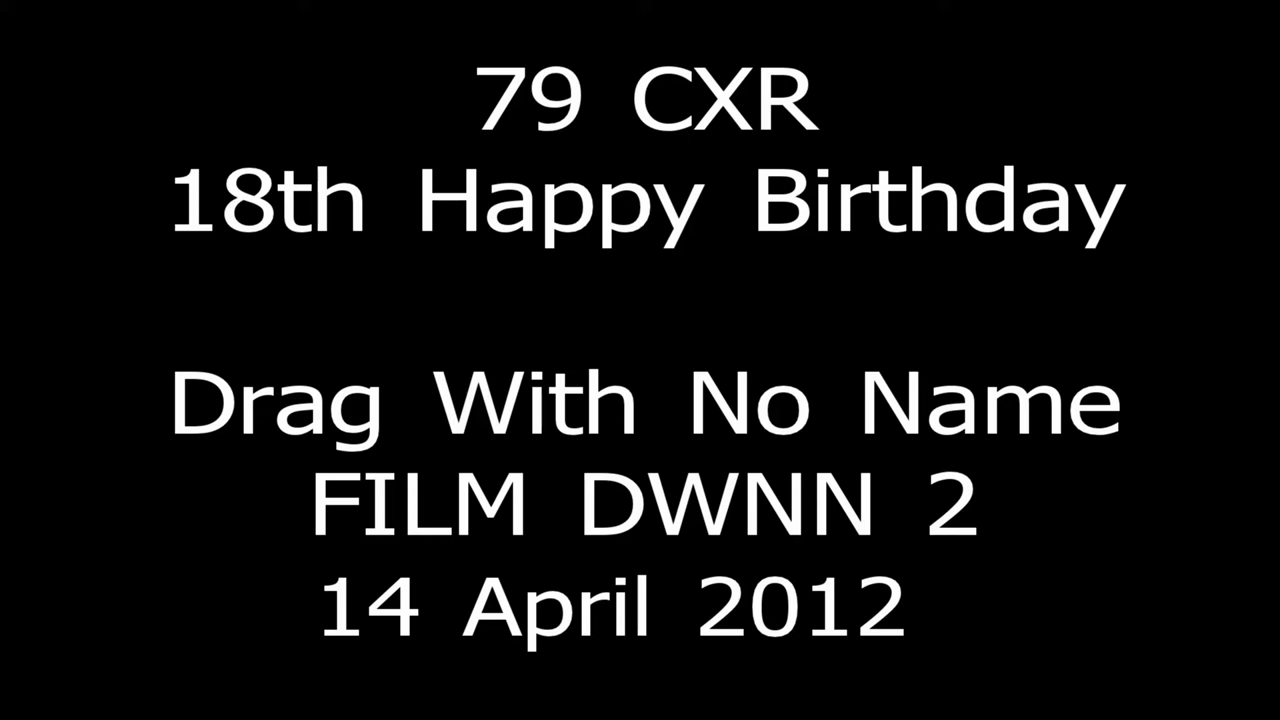 79 CXR
18th Happy Birthday
Drag With No Name
FILM DWNN 2
14 April 2012